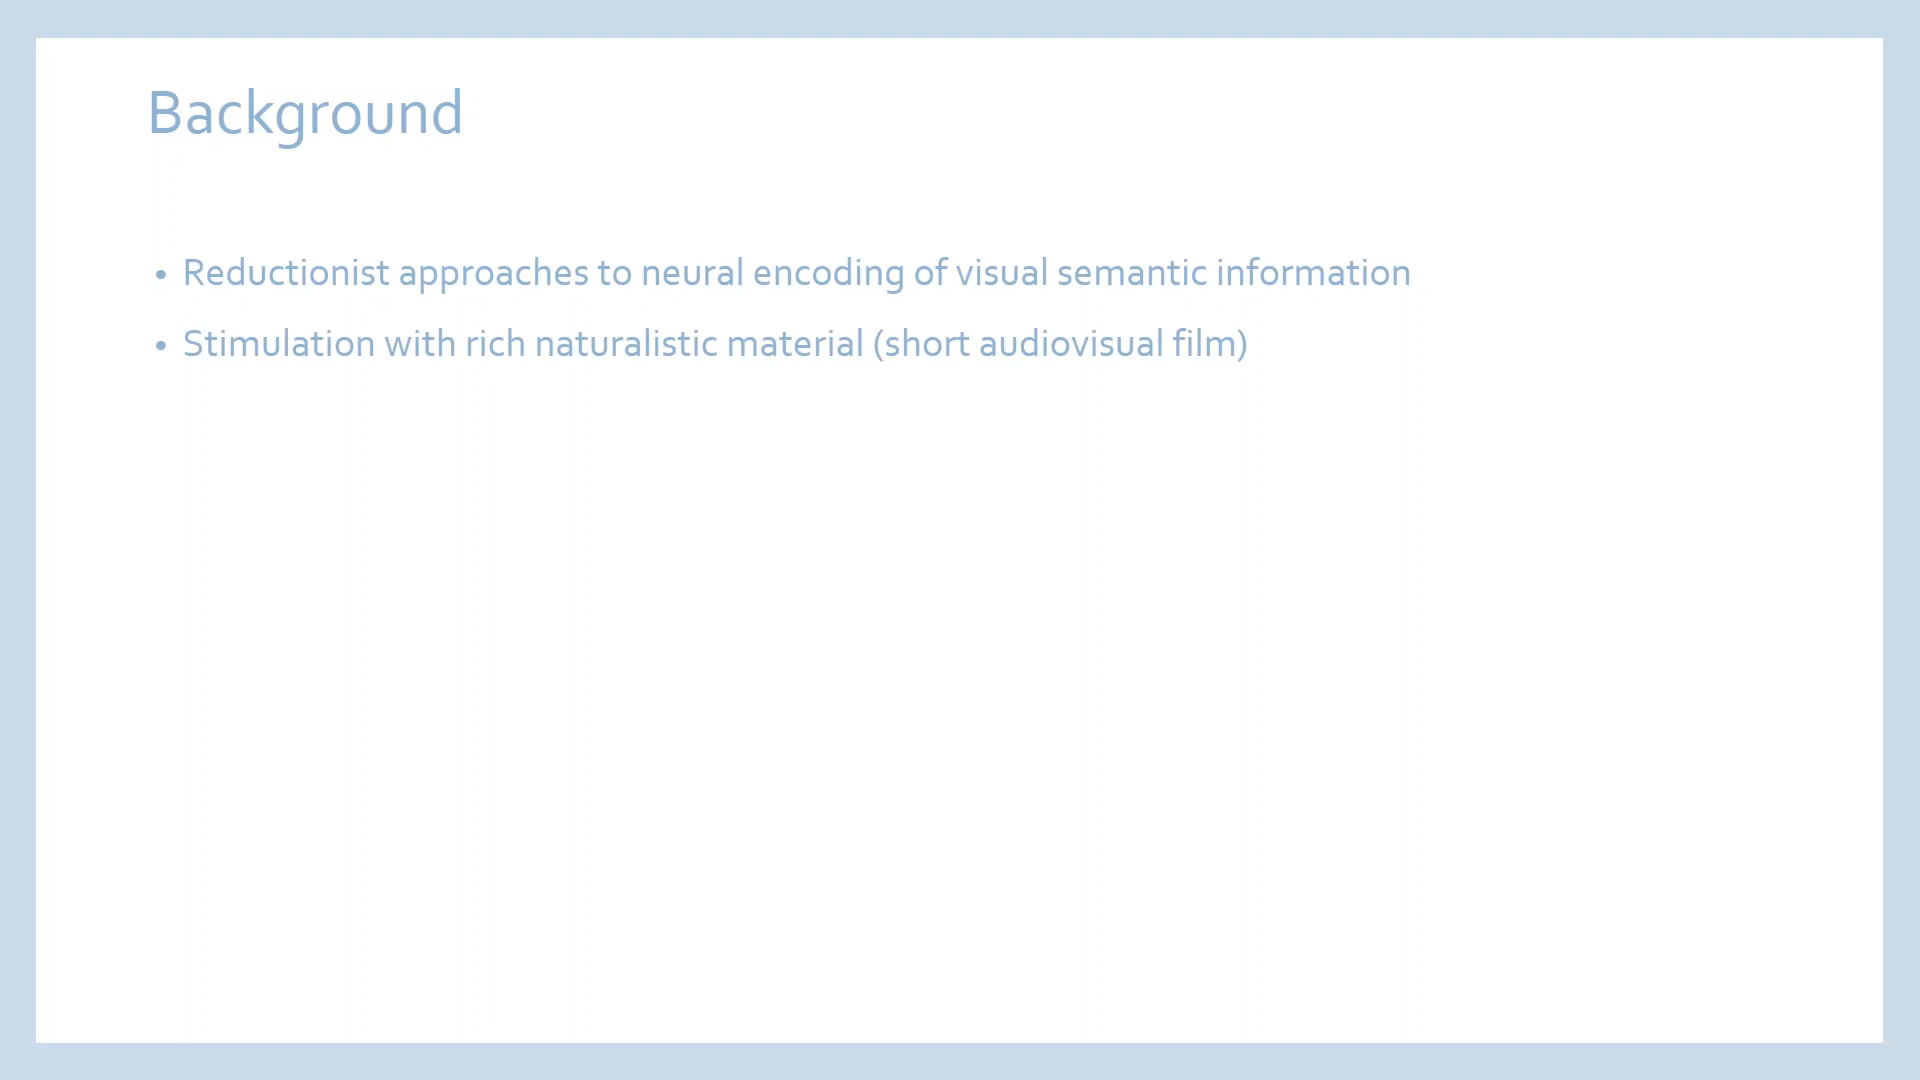 Background
• Reductionist approaches to neural encoding of visual semantic information
• Stimulation with rich naturalistic material (short audiovisual film)